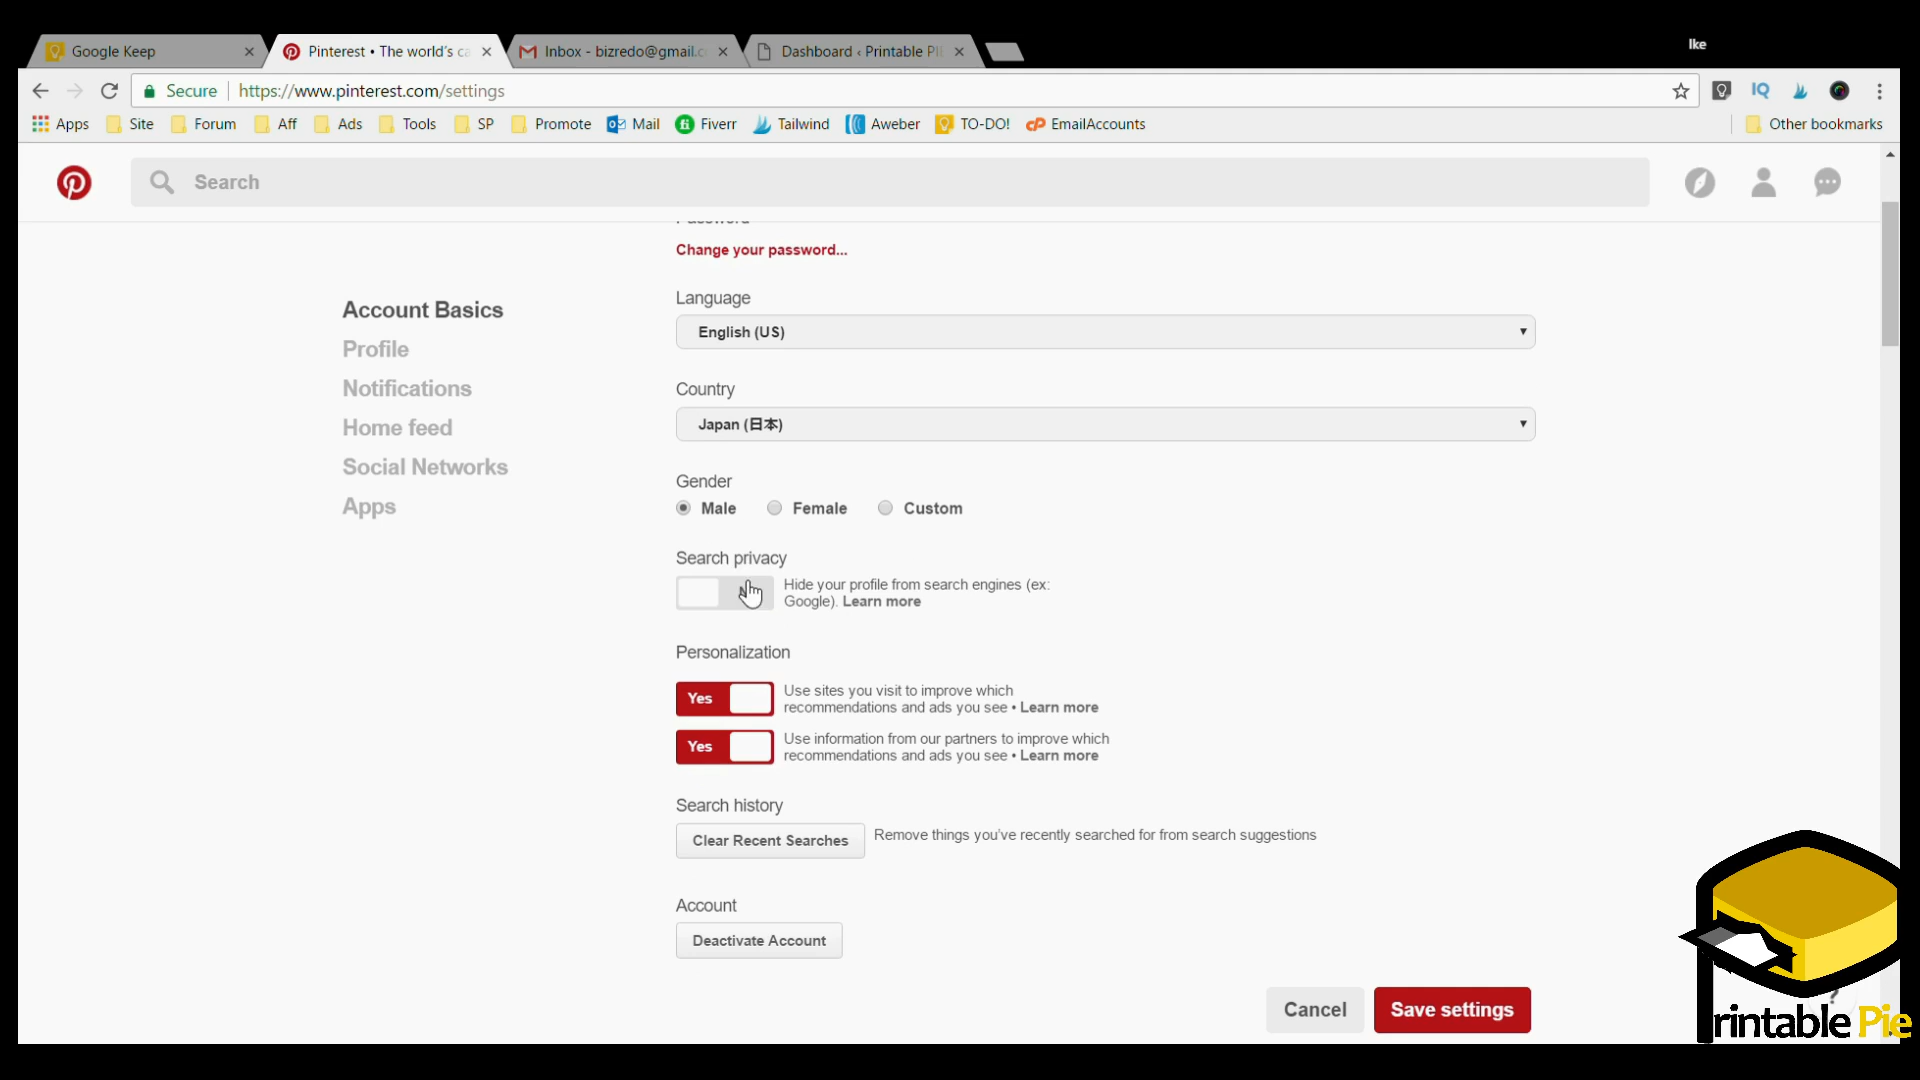 Ike
Google Keep
Pinterest • The world's ca
Inbox - bizredo@gmail.c
Dashboard ‹ Printable PIE
Secure
https://www.pinterest.com/settings
IQ
Apps
Site
Forum
Aff
Ads
Tools
SP
Promote
Mail
Fiverr
Tailwind
Aweber
TO-DO!
EmailAccounts
Other bookmarks
Search
Password
Change your password...
Account Basics
Profile
Notifications
Home feed
Social Networks
Apps
Language
English (US)
Country
Japan (日本)
Gender
Male
Female
Custom
Search privacy
Hide your profile from search engines (ex:
Google). Learn more
Personalization
Yes
Use sites you visit to improve which
recommendations and ads you see • Learn more
Yes
Use information from our partners to improve which
recommendations and ads you see • Learn more
Search history
Clear Recent Searches
Remove things you've recently searched for from search suggestions
Account
Deactivate Account
Cancel
Save settings
?
Printable Pie